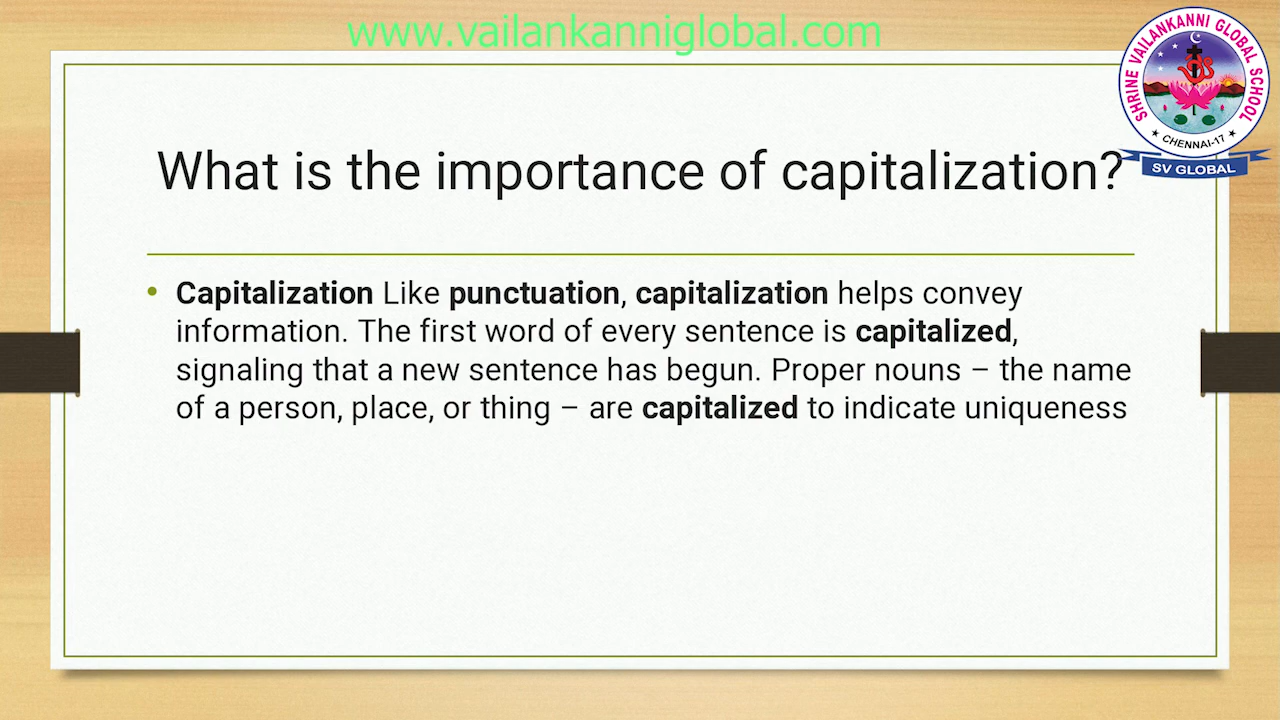 www.vailankanniglobal.com
SHRINE VAILANKANNI GLOBAL SCHOOL
★ CHENNAI-17 ★
SV GLOBAL
What is the importance of capitalization?
• Capitalization Like punctuation, capitalization helps convey
information. The first word of every sentence is capitalized,
signaling that a new sentence has begun. Proper nouns – the name
of a person, place, or thing – are capitalized to indicate uniqueness